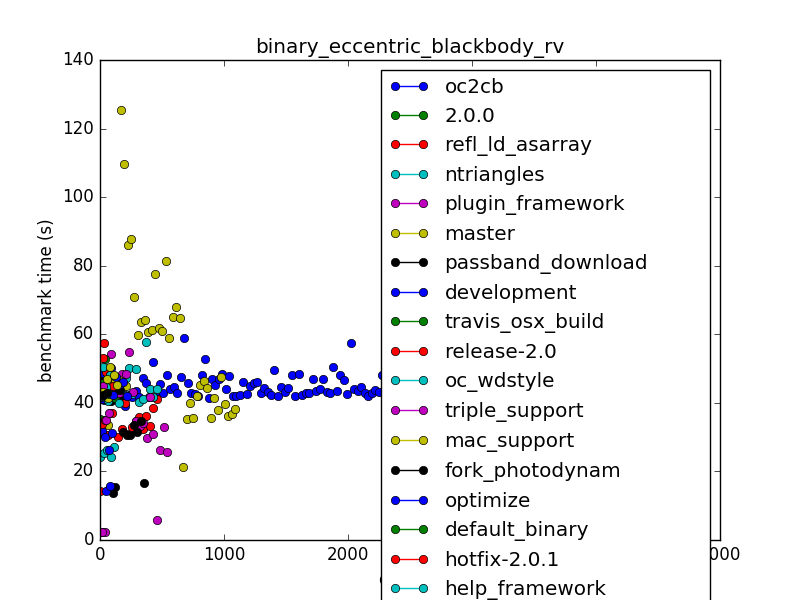 binary_eccentric_blackbody_rv
benchmark time (s)
140
120
100
80
60
40
20
0
0
1000
2000
000
oc2cb
2.0.0
refl_ld_asarray
ntriangles
plugin_framework
master
passband_download
development
travis_osx_build
release-2.0
oc_wdstyle
triple_support
mac_support
fork_photodynam
optimize
default_binary
hotfix-2.0.1
help_framework